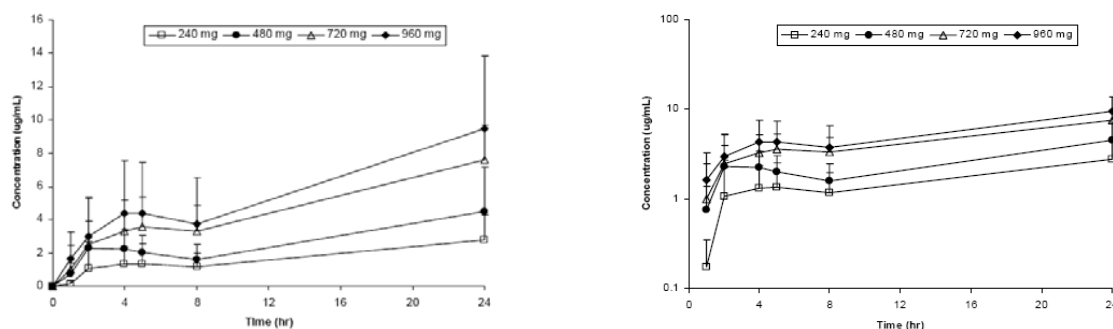 16
14
12
10
8
6
4
2
0
Concentration (ug/mL)
240 mg 480 mg 720 mg 960 mg
0 4 8 12 16 20 24
Time (hr)
100
10
1
0.1
Concentration (ug/mL)
240 mg 480 mg 720 mg 960 mg
0 4 8 12 16 20 24
Time (hr)